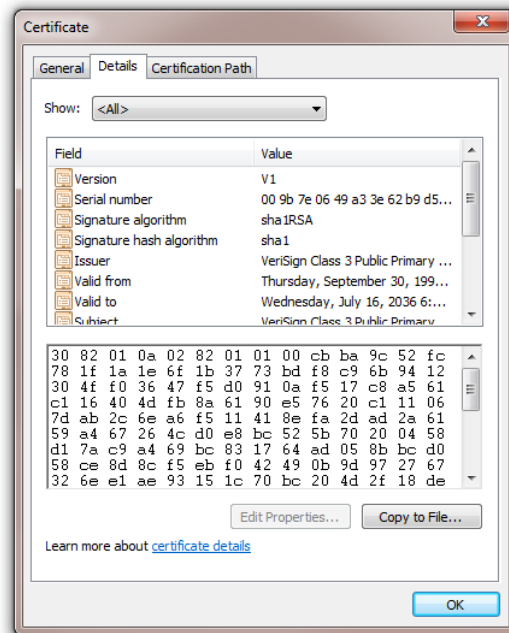 Certificate
General Details Certification Path
Show: <All>
Field Value
Version V1
Serial number 00 9b 7e 06 49 a3 3e 62 b9 d5...
Signature algorithm sha1RSA
Signature hash algorithm sha1
Issuer VeriSign Class 3 Public Primary ...
Valid from Thursday, September 30, 199...
Valid to Wednesday, July 16, 2036 6:...
Subject VeriSign Class 3 Public Primary
30 82 01 0a 02 82 01 01 00 cb ba 9c 52 fc
78 1f 1a 1e 6f 1b 37 73 bd f8 c9 6b 94 12
30 4f f0 36 47 f5 d0 91 0a f5 17 c8 a5 61
c1 16 40 4d fb 8a 61 90 e5 76 20 c1 11 06
7d ab 2c 6e a6 f5 11 41 8e fa 2d ad 2a 61
59 a4 67 26 4c d0 e8 bc 52 5b 70 20 04 58
d1 7a c9 a4 69 bc 83 17 64 ad 05 8b bc d0
58 ce 8d 8c f5 eb f0 42 49 0b 9d 97 27 67
32 6e e1 ae 93 15 1c 70 bc 20 4d 2f 18 de
Edit Properties... Copy to File...
Learn more about certificate details
OK